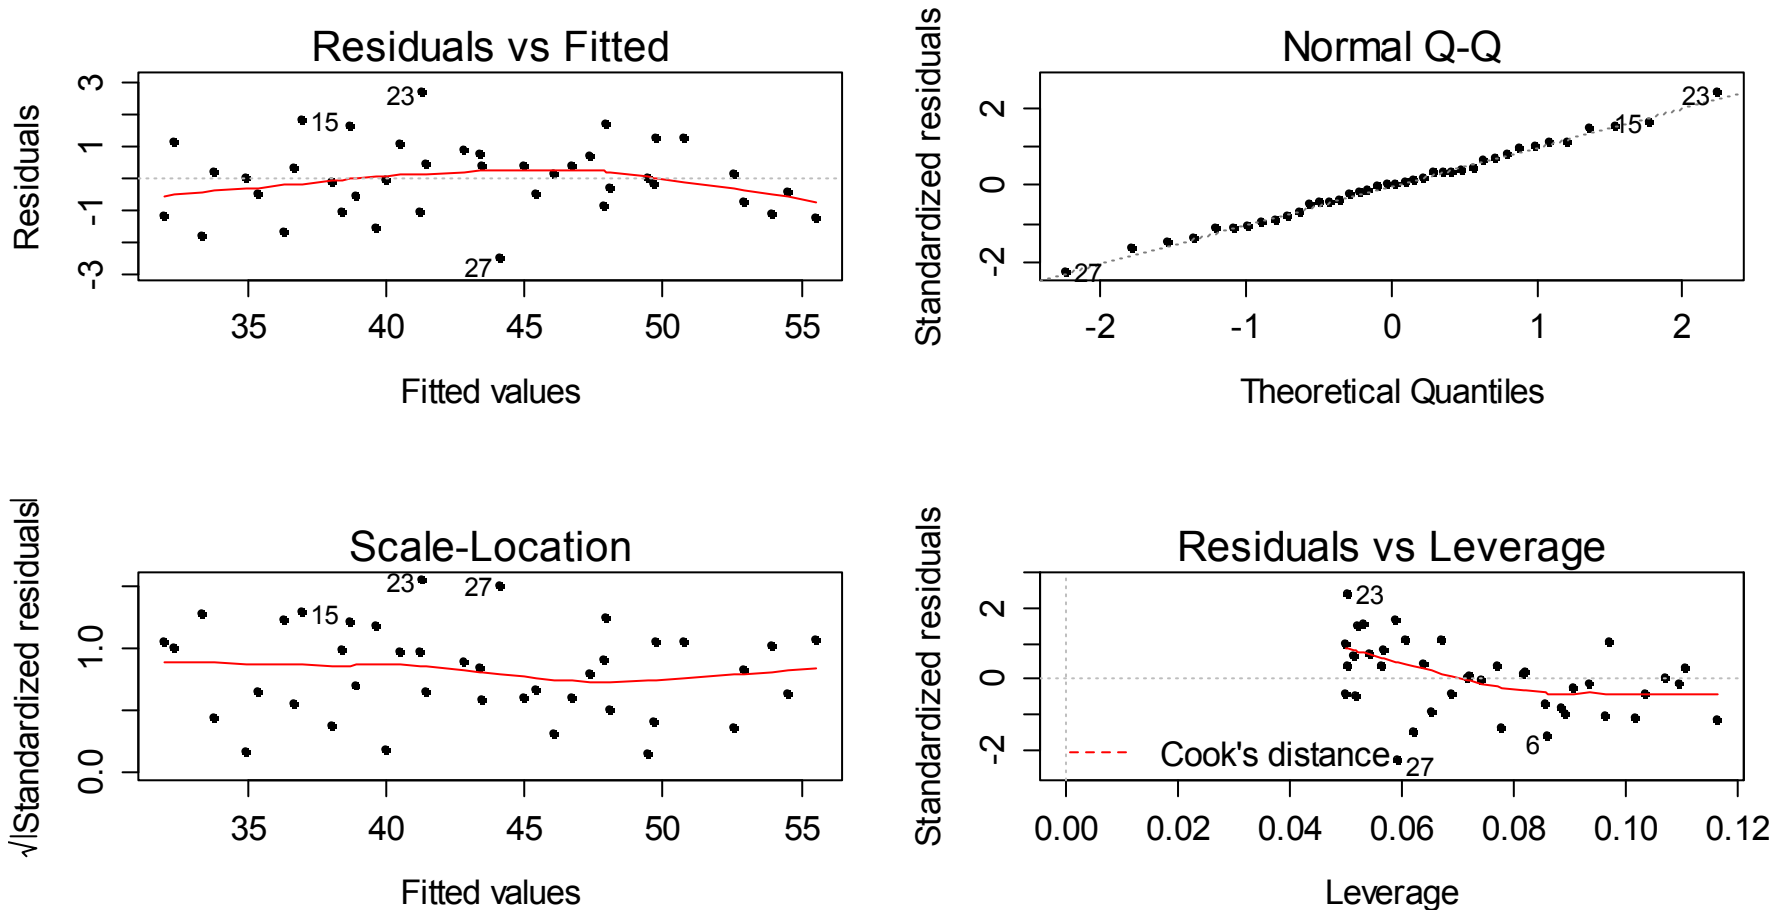 Residuals vs Fitted
Residuals
3
1
-1
-3
23
15
27
35 40 45 50 55
Fitted values
Normal Q-Q
Standardized residuals
2
0
-2
23
15
27
-2 -1 0 1 2
Theoretical Quantiles
Scale-Location
√|Standardized residuals|
1.0
0.0
23
27
15
35 40 45 50 55
Fitted values
Residuals vs Leverage
Standardized residuals
2
0
-2
23
6
Cook's distance
27
0.00 0.02 0.04 0.06 0.08 0.10 0.12
Leverage